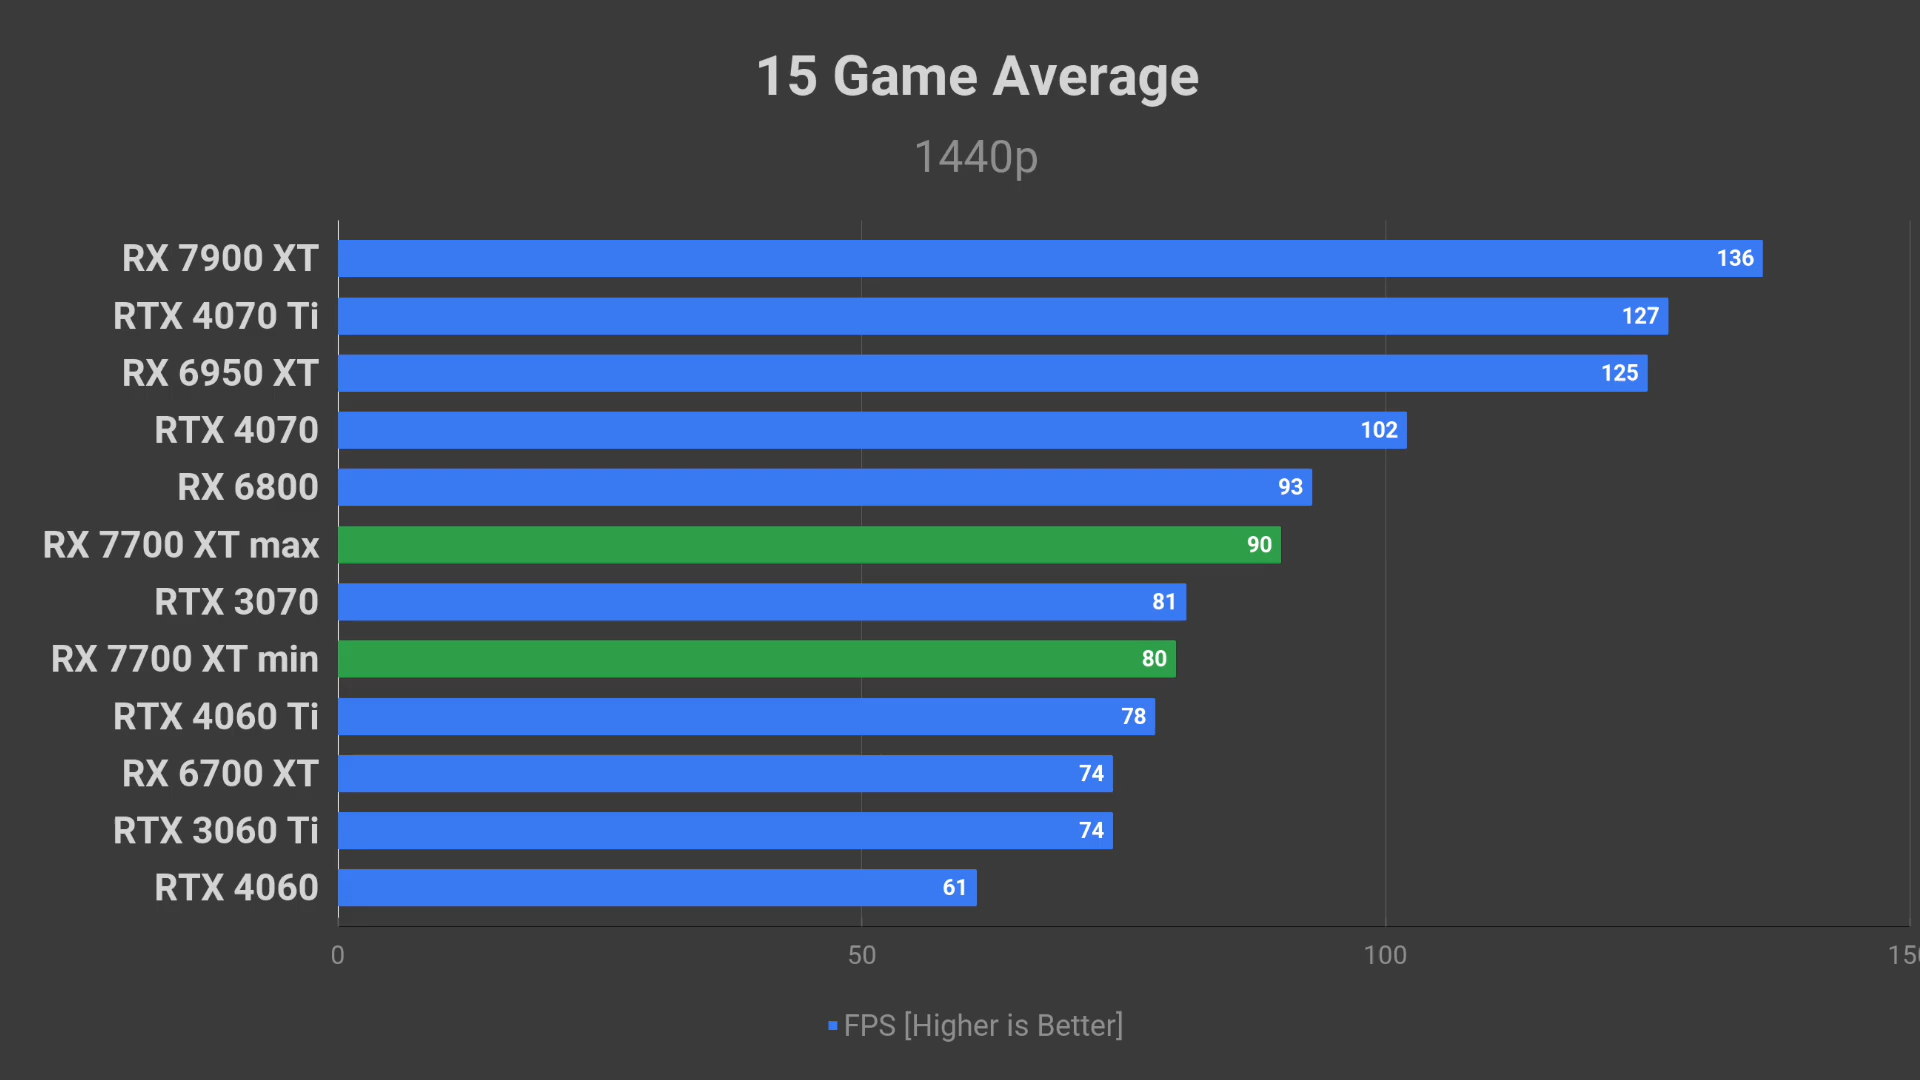 15 Game Average
1440p
RX 7900 XT 136
RTX 4070 Ti 127
RX 6950 XT 125
RTX 4070 102
RX 6800 93
RX 7700 XT max 90
RTX 3070 81
RX 7700 XT min 80
RTX 4060 Ti 78
RX 6700 XT 74
RTX 3060 Ti 74
RTX 4060 61
0 50 100 150
FPS [Higher is Better]